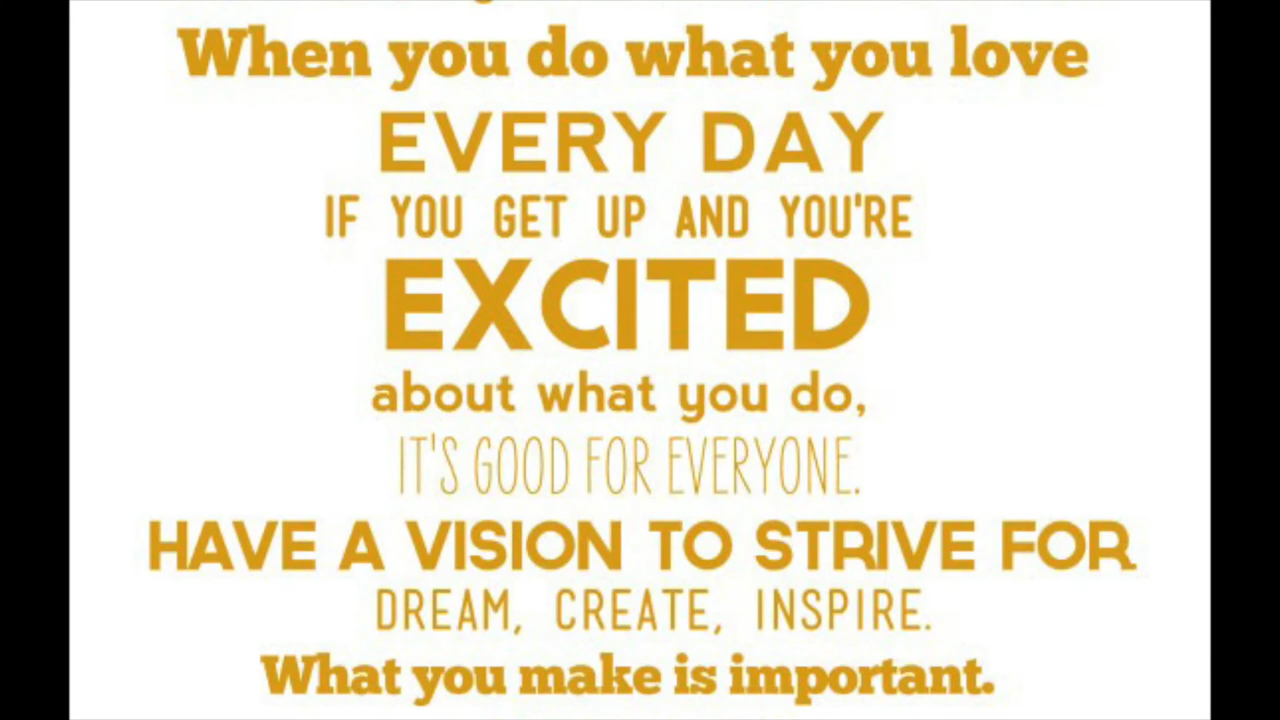 When you do what you love
EVERY DAY
IF YOU GET UP AND YOU'RE
EXCITED
about what you do,
IT'S GOOD FOR EVERYONE.
HAVE A VISION TO STRIVE FOR
DREAM, CREATE, INSPIRE.
What you make is important.